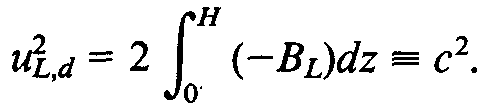 $u_{L,d}^2 = 2 \int_0^H (-B_L) dz \equiv c^2.$